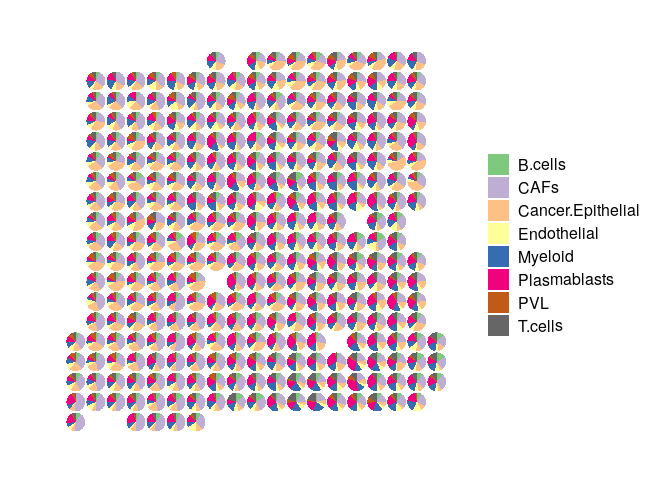 B.cells
CAFs
Cancer.Epithelial
Endothelial
Myeloid
Plasmablasts
PVL
T.cells